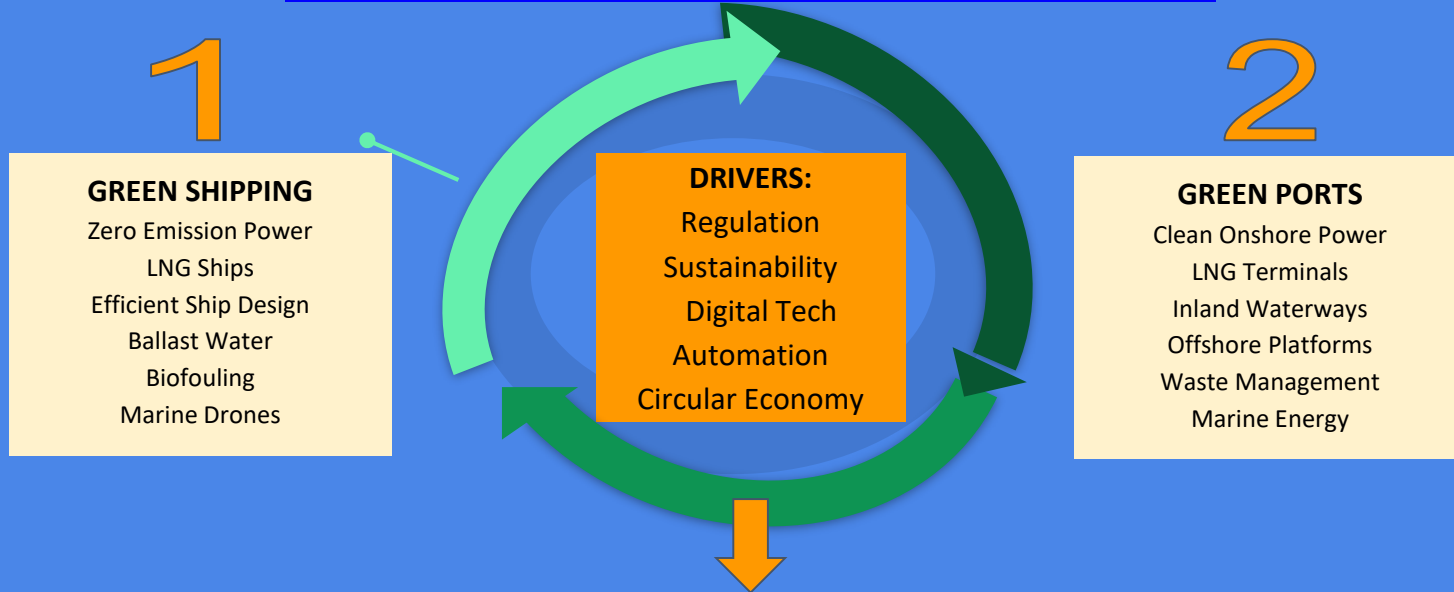 1
GREEN SHIPPING
Zero Emission Power
LNG Ships
Efficient Ship Design
Ballast Water
Biofouling
Marine Drones
DRIVERS:
Regulation
Sustainability
Digital Tech
Automation
Circular Economy
2
GREEN PORTS
Clean Onshore Power
LNG Terminals
Inland Waterways
Offshore Platforms
Waste Management
Marine Energy